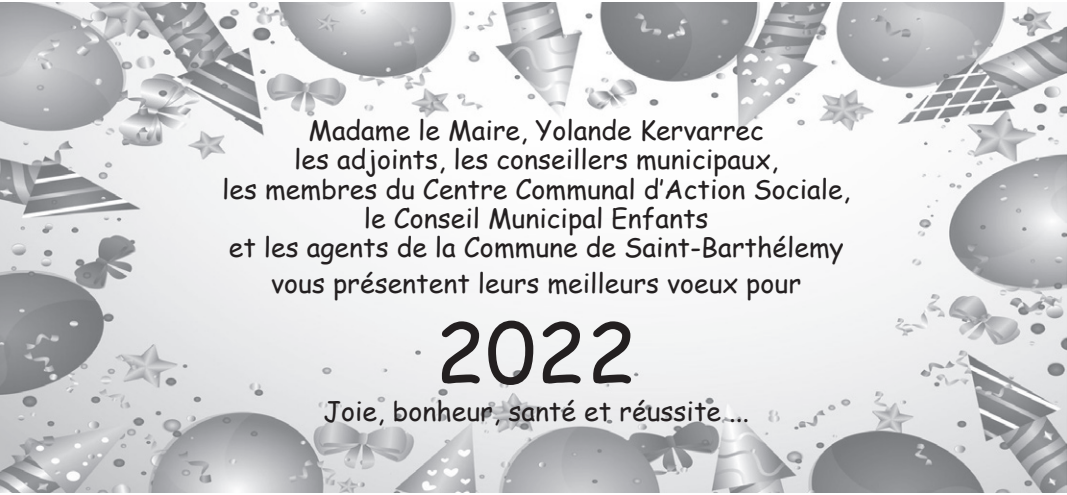 Madame le Maire, Yolande Kervarrec
les adjoints, les conseillers municipaux,
les membres du Centre Communal d'Action Sociale,
le Conseil Municipal Enfants
et les agents de la Commune de Saint-Barthélemy
vous présentent leurs meilleurs voeux pour
2022
Joie, bonheur, santé et réussite ...